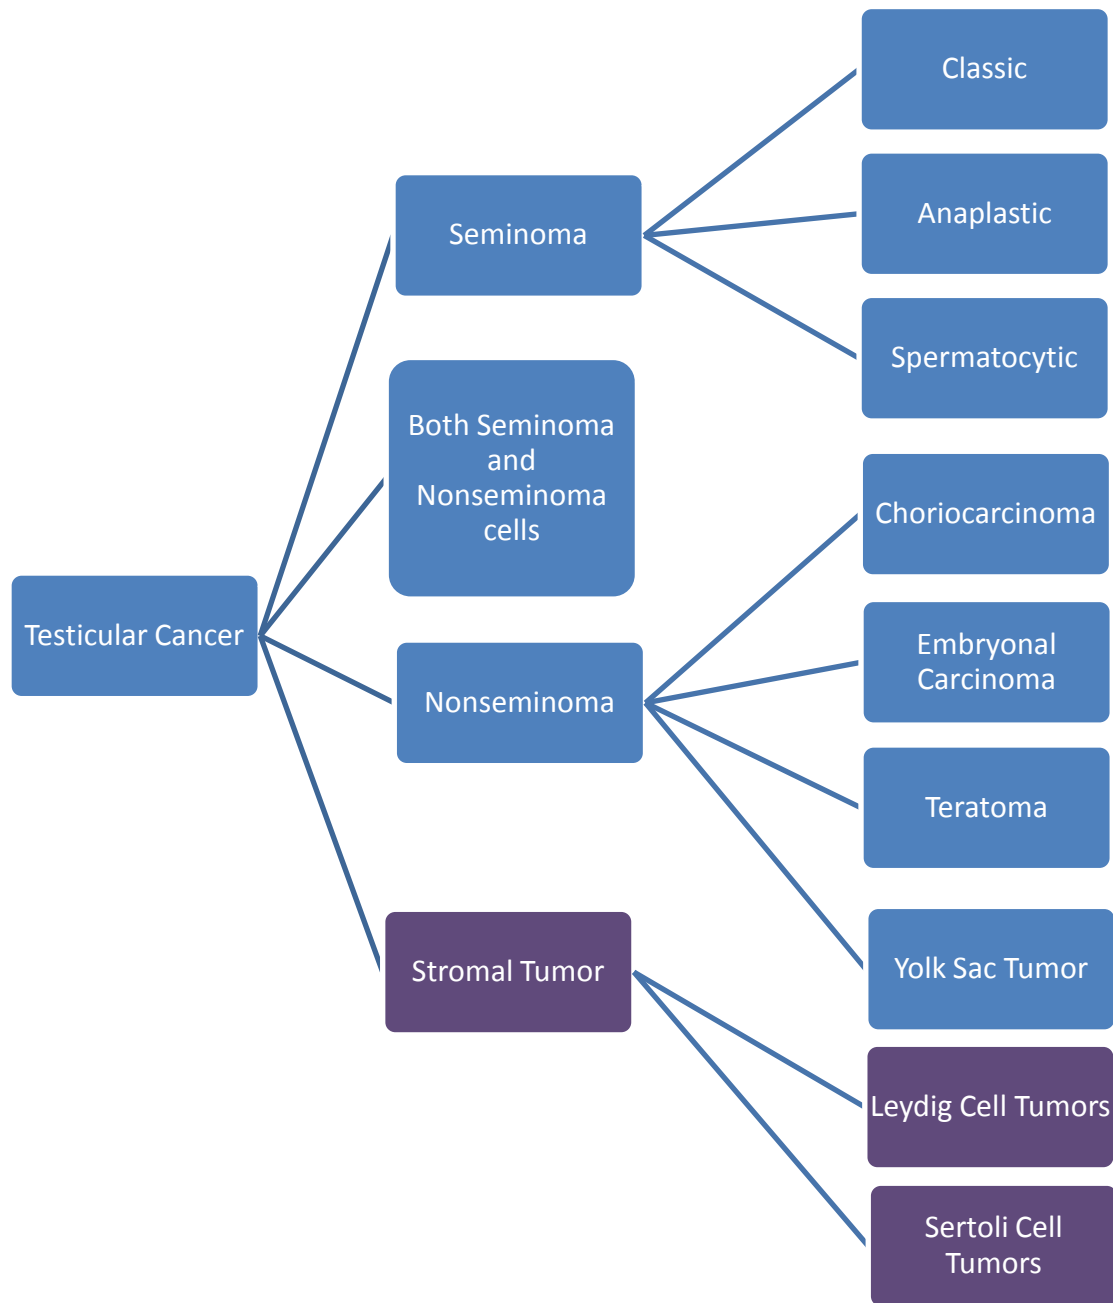 Testicular Cancer
Seminoma
Both Seminoma
and
Nonseminoma
cells
Nonseminoma
Stromal Tumor
Classic
Anaplastic
Spermatocytic
Choriocarcinoma
Embryonal
Carcinoma
Teratoma
Yolk Sac Tumor
Leydig Cell Tumors
Sertoli Cell
Tumors